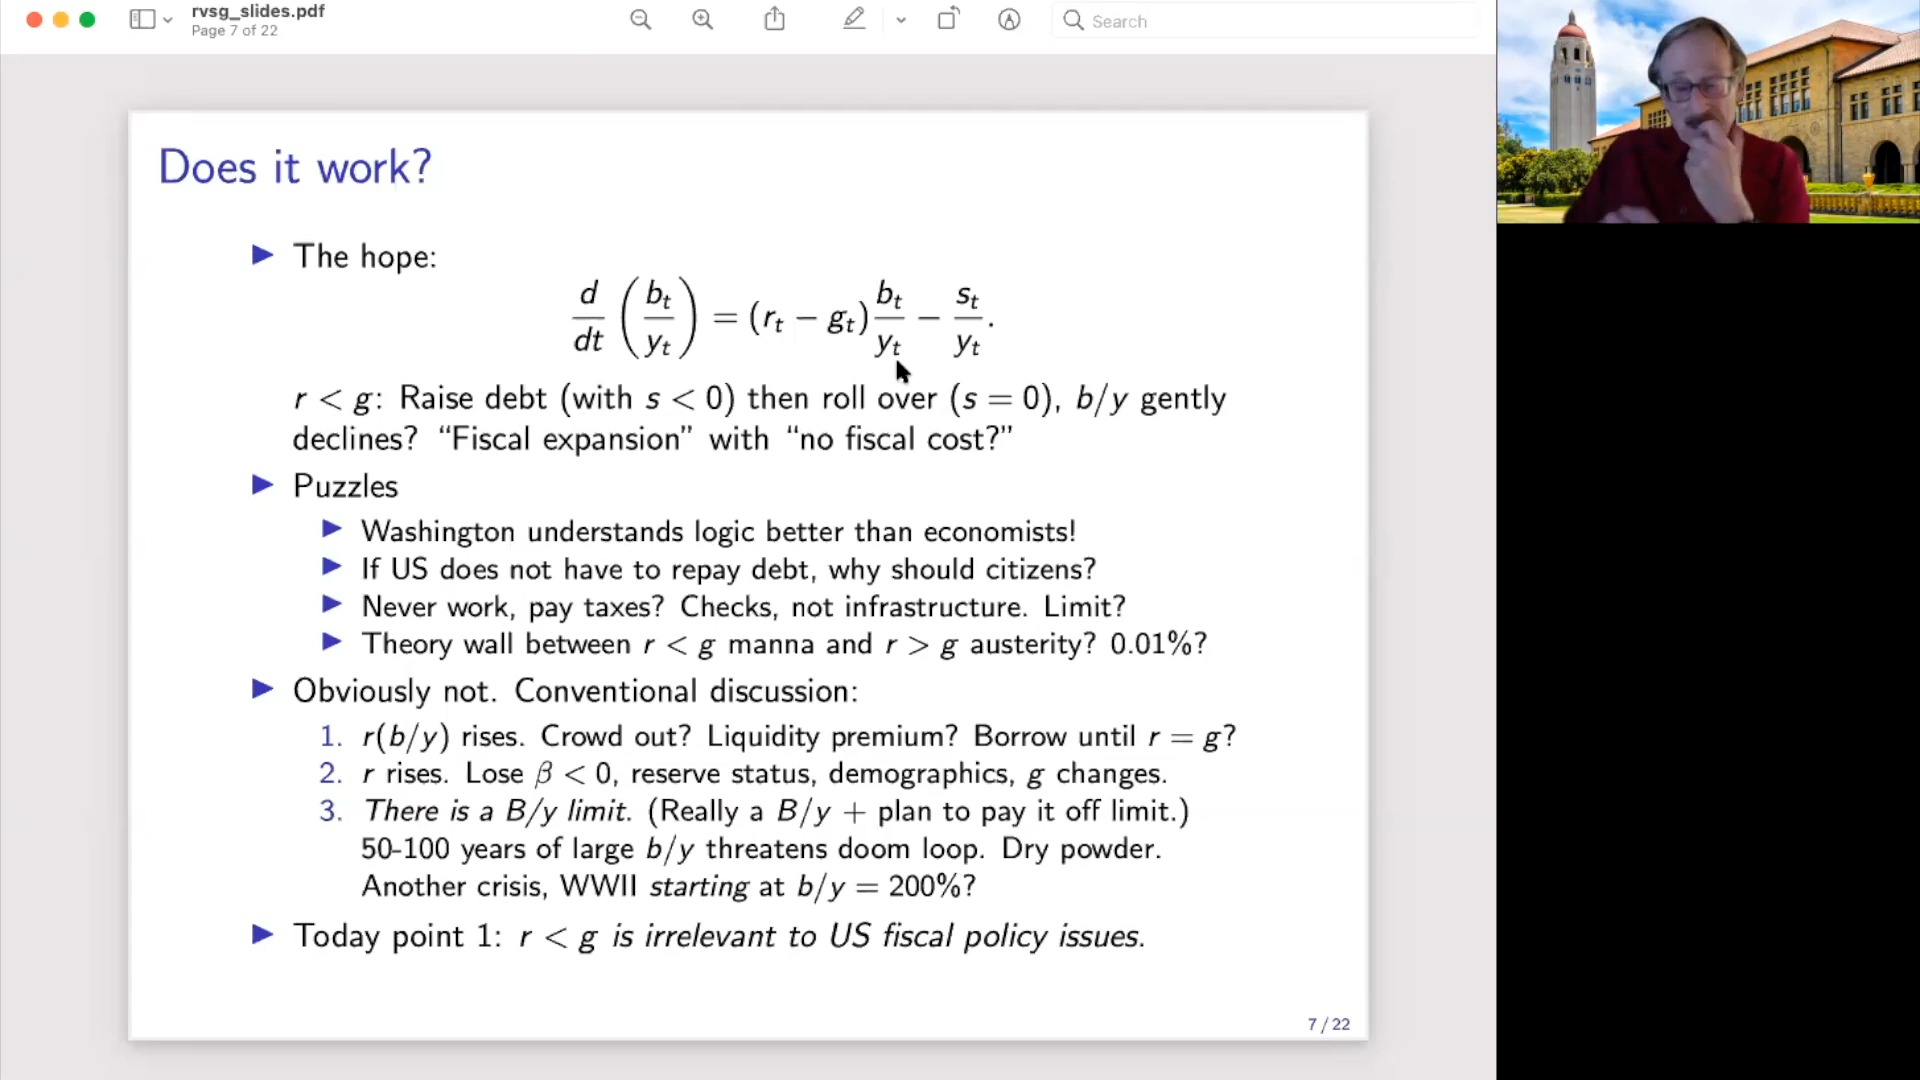 rvsg_slides.pdf
Page 7 of 22
Search
Does it work?
▶ The hope:
d/dt (b_t/y_t) = (r_t − g_t) b_t/y_t − s_t/y_t.
r < g: Raise debt (with s < 0) then roll over (s = 0), b/y gently
declines? “Fiscal expansion” with “no fiscal cost?”
▶ Puzzles
▶ Washington understands logic better than economists!
▶ If US does not have to repay debt, why should citizens?
▶ Never work, pay taxes? Checks, not infrastructure. Limit?
▶ Theory wall between r < g manna and r > g austerity? 0.01%?
▶ Obviously not. Conventional discussion:
1. r(b/y) rises. Crowd out? Liquidity premium? Borrow until r = g?
2. r rises. Lose β < 0, reserve status, demographics, g changes.
3. There is a B/y limit. (Really a B/y + plan to pay it off limit.)
50-100 years of large b/y threatens doom loop. Dry powder.
Another crisis, WWII starting at b/y = 200%?
▶ Today point 1: r < g is irrelevant to US fiscal policy issues.
7 / 22